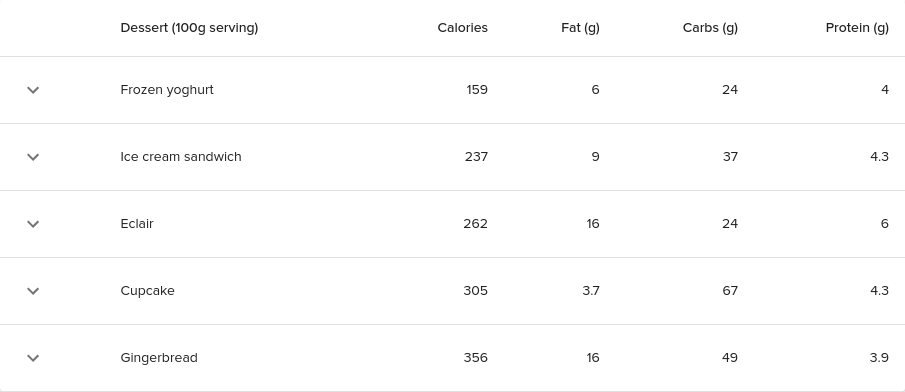 Dessert (100g serving) Calories Fat (g) Carbs (g) Protein (g)
Frozen yoghurt 159 6 24 4
Ice cream sandwich 237 9 37 4.3
Eclair 262 16 24 6
Cupcake 305 3.7 67 4.3
Gingerbread 356 16 49 3.9